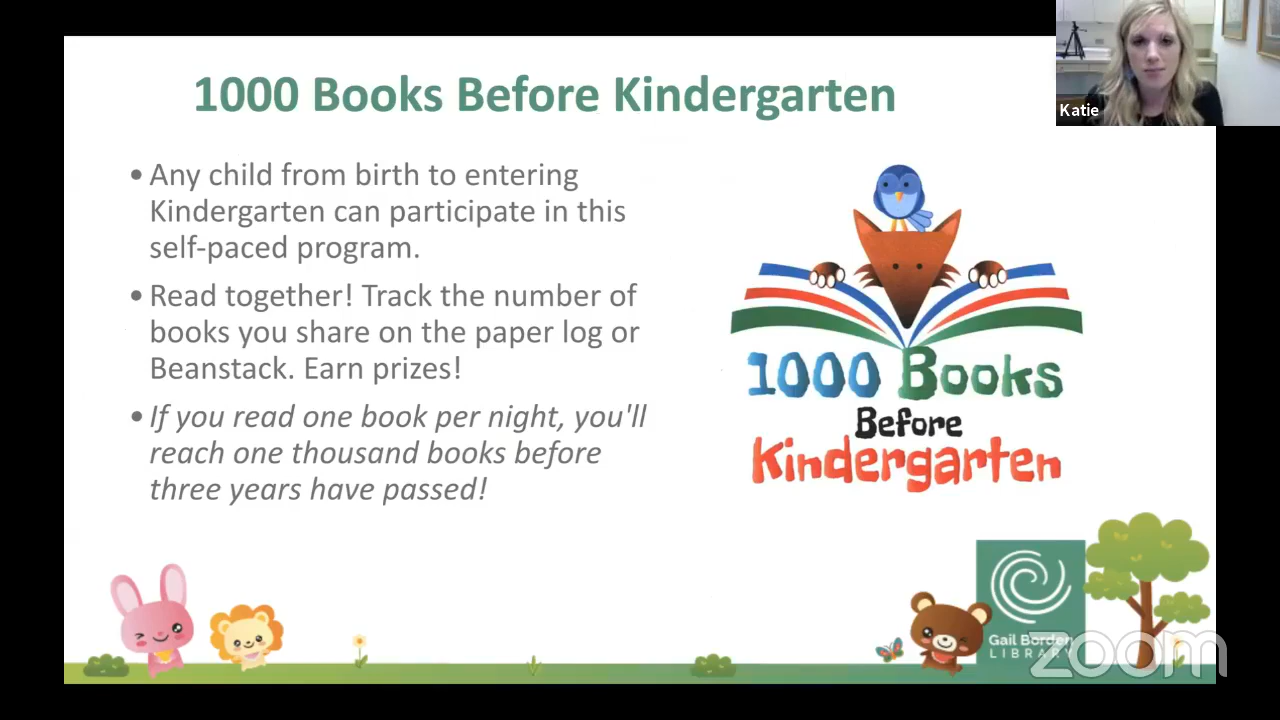 1000 Books Before Kindergarten
Katie
• Any child from birth to entering
Kindergarten can participate in this
self-paced program.
• Read together! Track the number of
books you share on the paper log or
Beanstack. Earn prizes!
• If you read one book per night, you'll
reach one thousand books before
three years have passed!
1000 Books
Before
Kindergarten
Gail Borden
LIBRARY
zoom